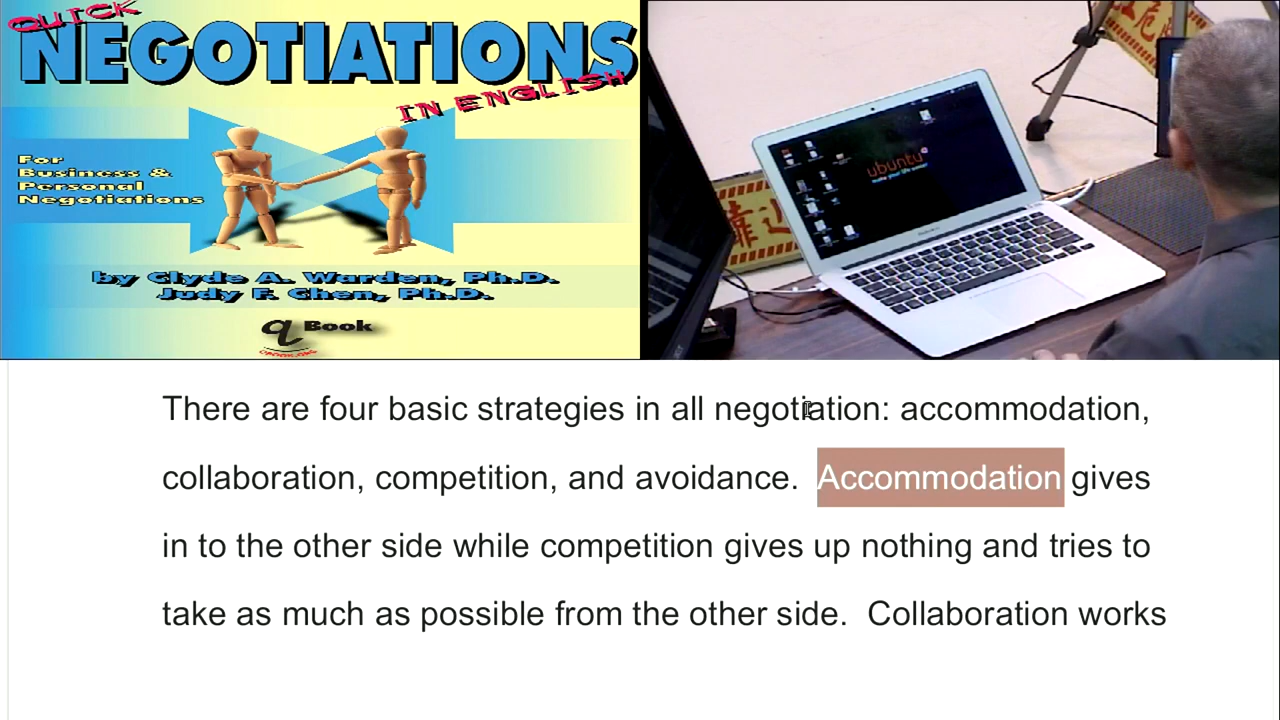 QUICK
NEGOTIATIONS
IN ENGLISH
For
Business &
Personal
Negotiations
by Clyde A. Warden, Ph.D.
Judy F. Chen, Ph.D.
q Book
ubuntu
There are four basic strategies in all negotiation: accommodation,
collaboration, competition, and avoidance. Accommodation gives
in to the other side while competition gives up nothing and tries to
take as much as possible from the other side. Collaboration works